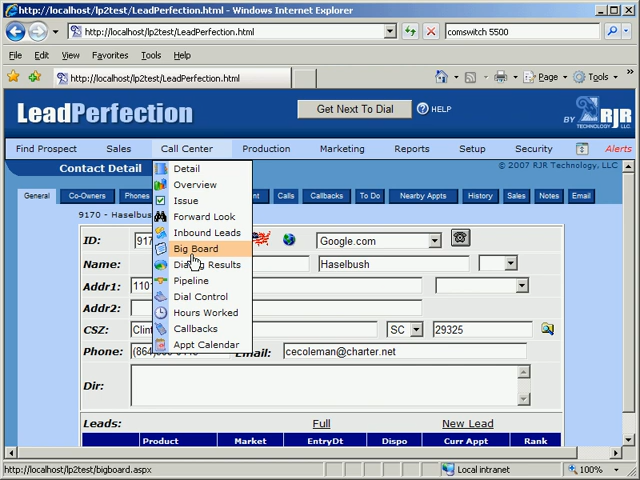 http://localhost/lp2test/LeadPerfection.html - Windows Internet Explorer
http://localhost/lp2test/LeadPerfection.html
comswitch 5500
File Edit View Favorites Tools Help
http://localhost/lp2test/LeadPerfection.html
Page Tools
LeadPerfection
Get Next To Dial
? HELP
BY RJR
TECHNOLOGY, LLC
Find Prospect Sales Call Center Production Marketing Reports Setup Security Alerts
Contact Detail
© 2007 RJR Technology, LLC
General Co-Owners Phones Calls Callbacks To Do Nearby Appts History Sales Notes Email
Detail
Overview
Issue
Forward Look
Inbound Leads
Big Board
Results
Pipeline
Dial Control
Hours Worked
Callbacks
Appt Calendar
9170 - Haselbus
ID: 917 Google.com
Name: Haselbush
Addr1: 1101
Addr2:
CSZ: Clint SC 29325
Phone: (864) Email: cecoleman@charter.net
Dir:
Leads: Full New Lead
Product Market EntryDt Dispo Curr Appt Rank
http://localhost/lp2test/bigboard.aspx
Local intranet
100%